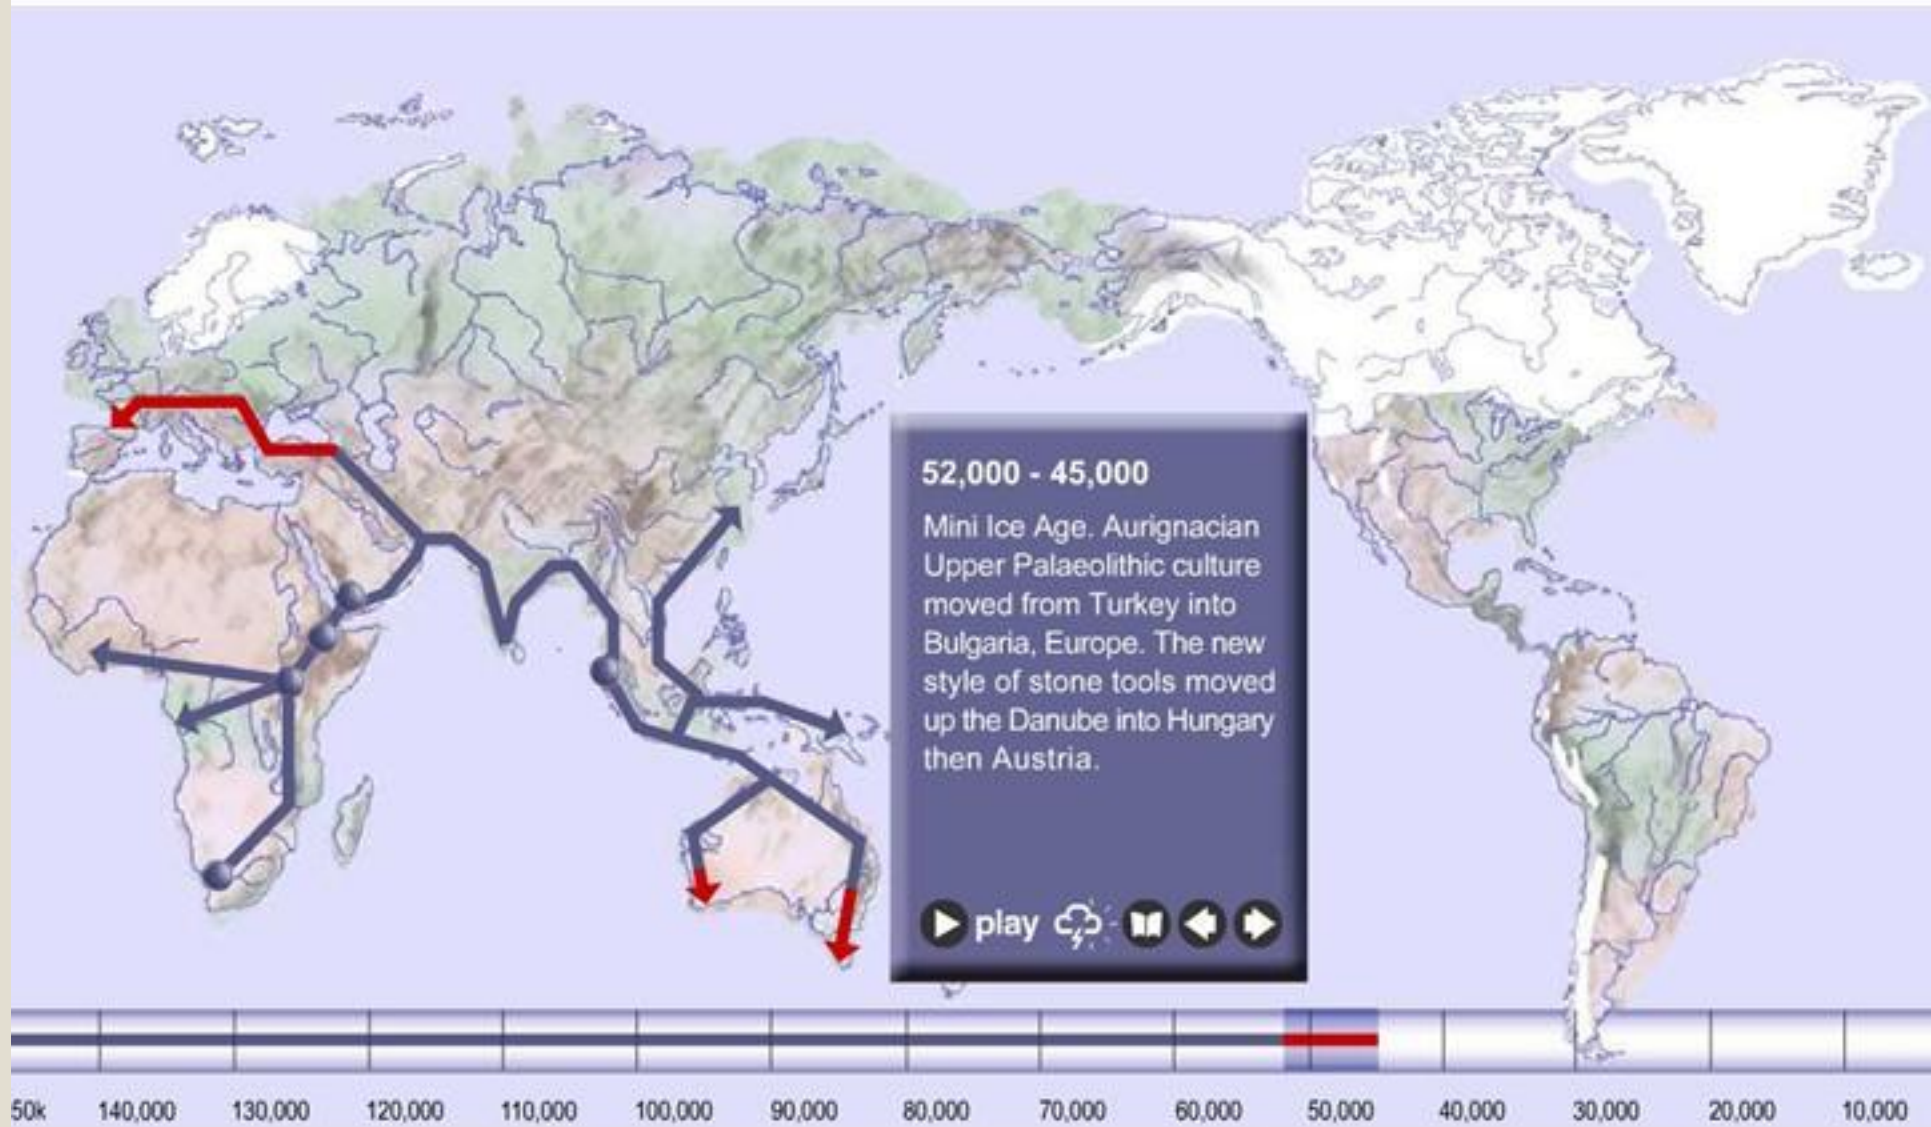 52,000 - 45,000
Mini Ice Age. Aurignacian
Upper Palaeolithic culture
moved from Turkey into
Bulgaria, Europe. The new
style of stone tools moved
up the Danube into Hungary
then Austria.
play
50k 140,000 130,000 120,000 110,000 100,000 90,000 80,000 70,000 60,000 50,000 40,000 30,000 20,000 10,000